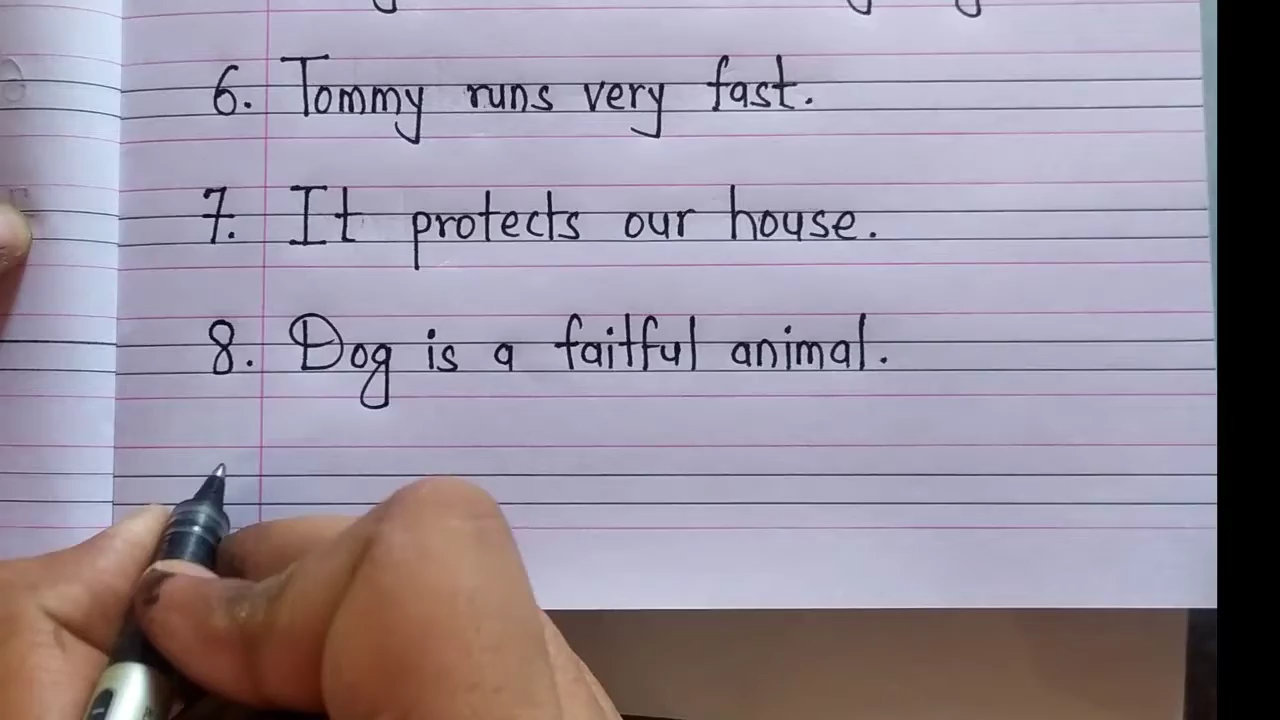 6. Tommy runs very fast.
7. It protects our house.
8. Dog is a faitful animal.